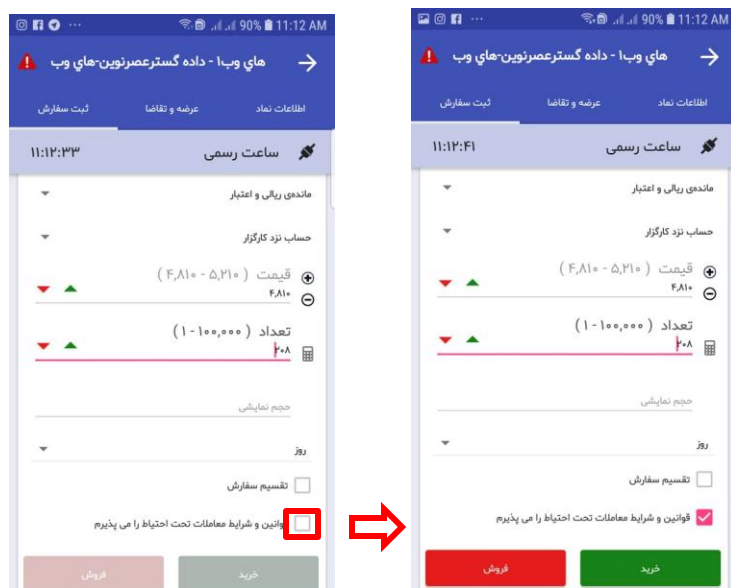 90% 11:12 AM
هاي وب۱ - داده گسترعصرنوین-هاي وب
اطلاعات نماد عرضه و تقاضا ثبت سفارش
ساعت رسمی ۱۱:۱۲:۳۳
مانده‌ی ریالی و اعتبار
حساب نزد کارگزار
قیمت ( ۴,۸۱۰ - ۵,۲۱۰ )
۴,۸۱۰
تعداد ( ۱ - ۱۰۰,۰۰۰ )
۲۰۸
حجم نمایشی
روز
تقسیم سفارش
قوانین و شرایط معاملات تحت احتیاط را می پذیرم
خرید فروش
90% 11:12 AM
هاي وب۱ - داده گسترعصرنوین-هاي وب
اطلاعات نماد عرضه و تقاضا ثبت سفارش
ساعت رسمی ۱۱:۱۲:۴۱
مانده‌ی ریالی و اعتبار
حساب نزد کارگزار
قیمت ( ۴,۸۱۰ - ۵,۲۱۰ )
۴,۸۱۰
تعداد ( ۱ - ۱۰۰,۰۰۰ )
۲۰۸
حجم نمایشی
روز
تقسیم سفارش
قوانین و شرایط معاملات تحت احتیاط را می پذیرم
خرید فروش